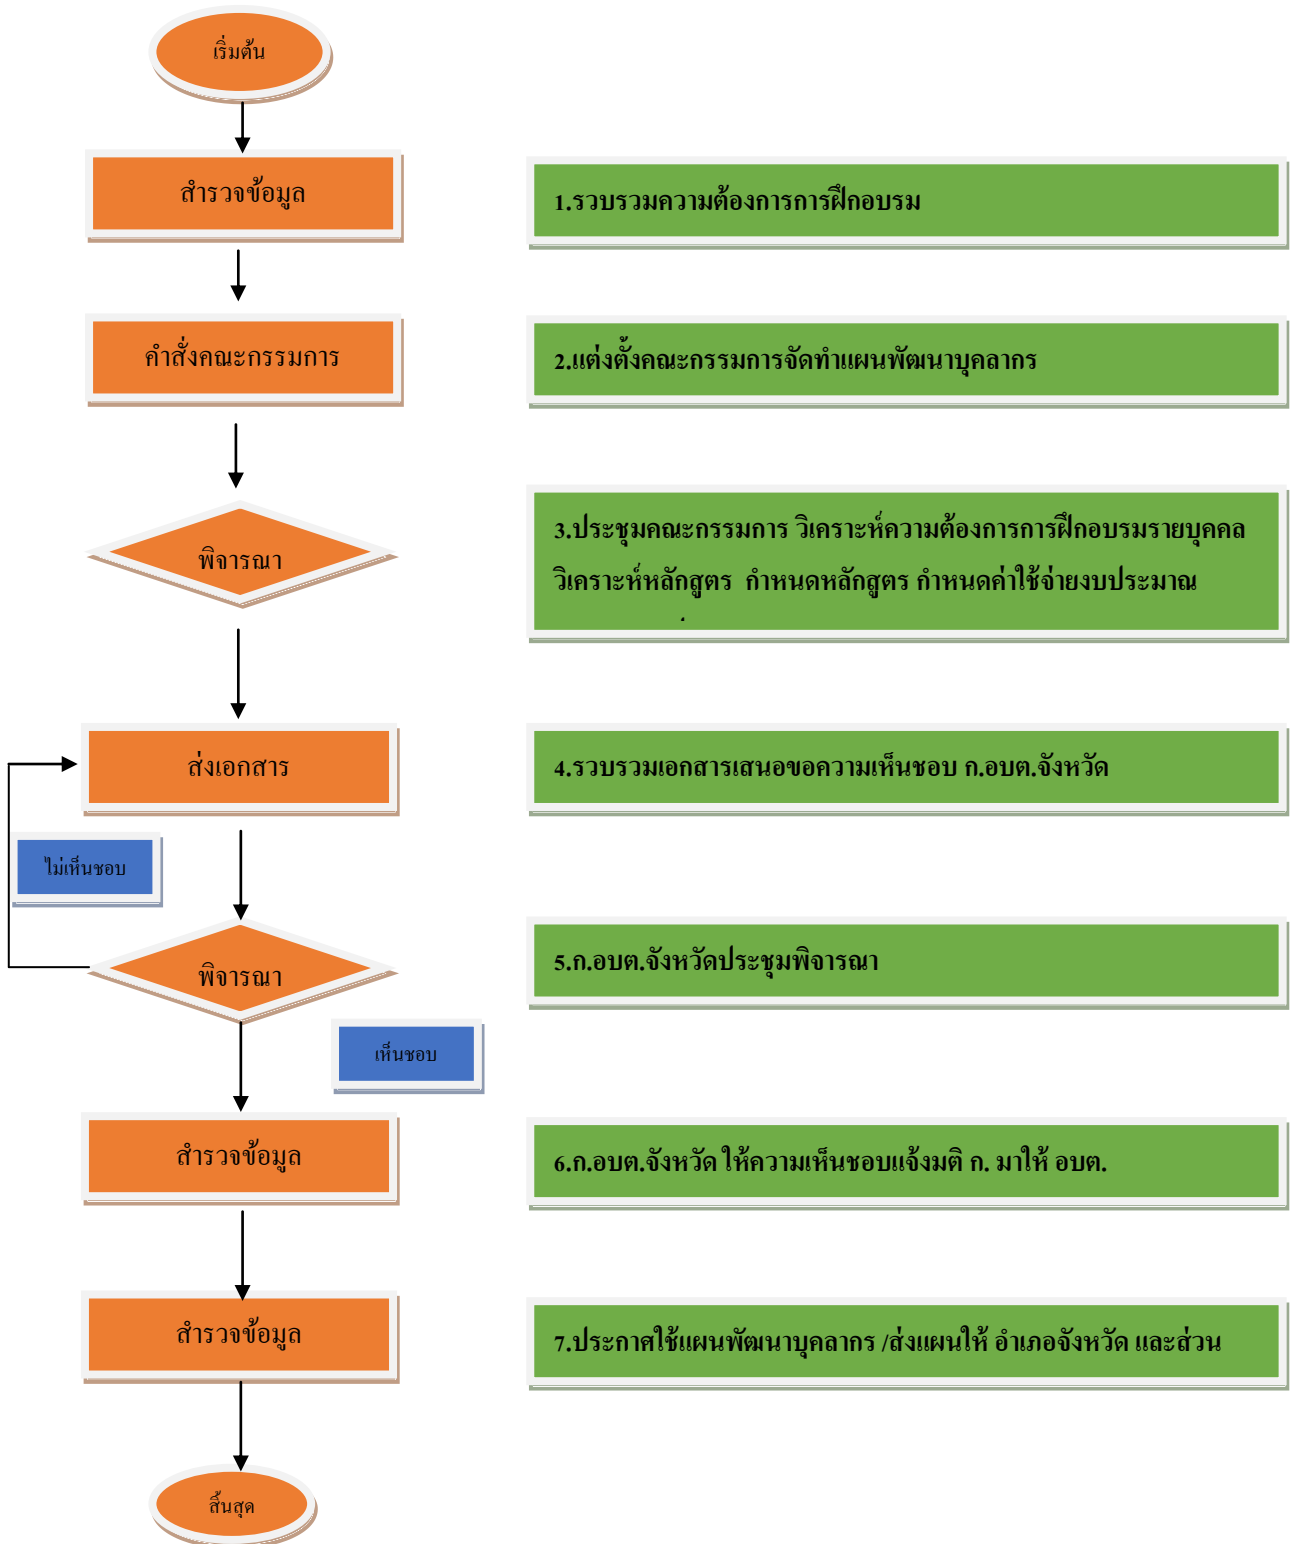 เริ่มต้น
สำรวจข้อมูล
1.รวบรวมความต้องการการฝึกอบรม
คำสั่งคณะกรรมการ
2.แต่งตั้งคณะกรรมการจัดทำแผนพัฒนาบุคลากร
พิจารณา
3.ประชุมคณะกรรมการ วิเคราะห์ความต้องการการฝึกอบรมรายบุคคล
วิเคราะห์หลักสูตร กำหนดหลักสูตร กำหนดค่าใช้จ่ายงบประมาณ
ส่งเอกสาร
4.รวบรวมเอกสารเสนอขอความเห็นชอบ ก.อบต.จังหวัด
ไม่เห็นชอบ
พิจารณา
5.ก.อบต.จังหวัดประชุมพิจารณา
เห็นชอบ
สำรวจข้อมูล
6.ก.อบต.จังหวัด ให้ความเห็นชอบแจ้งมติ ก. มาให้ อบต.
สำรวจข้อมูล
7.ประกาศใช้แผนพัฒนาบุคลากร /ส่งแผนให้ อำเภอจังหวัด และส่วน
สิ้นสุด